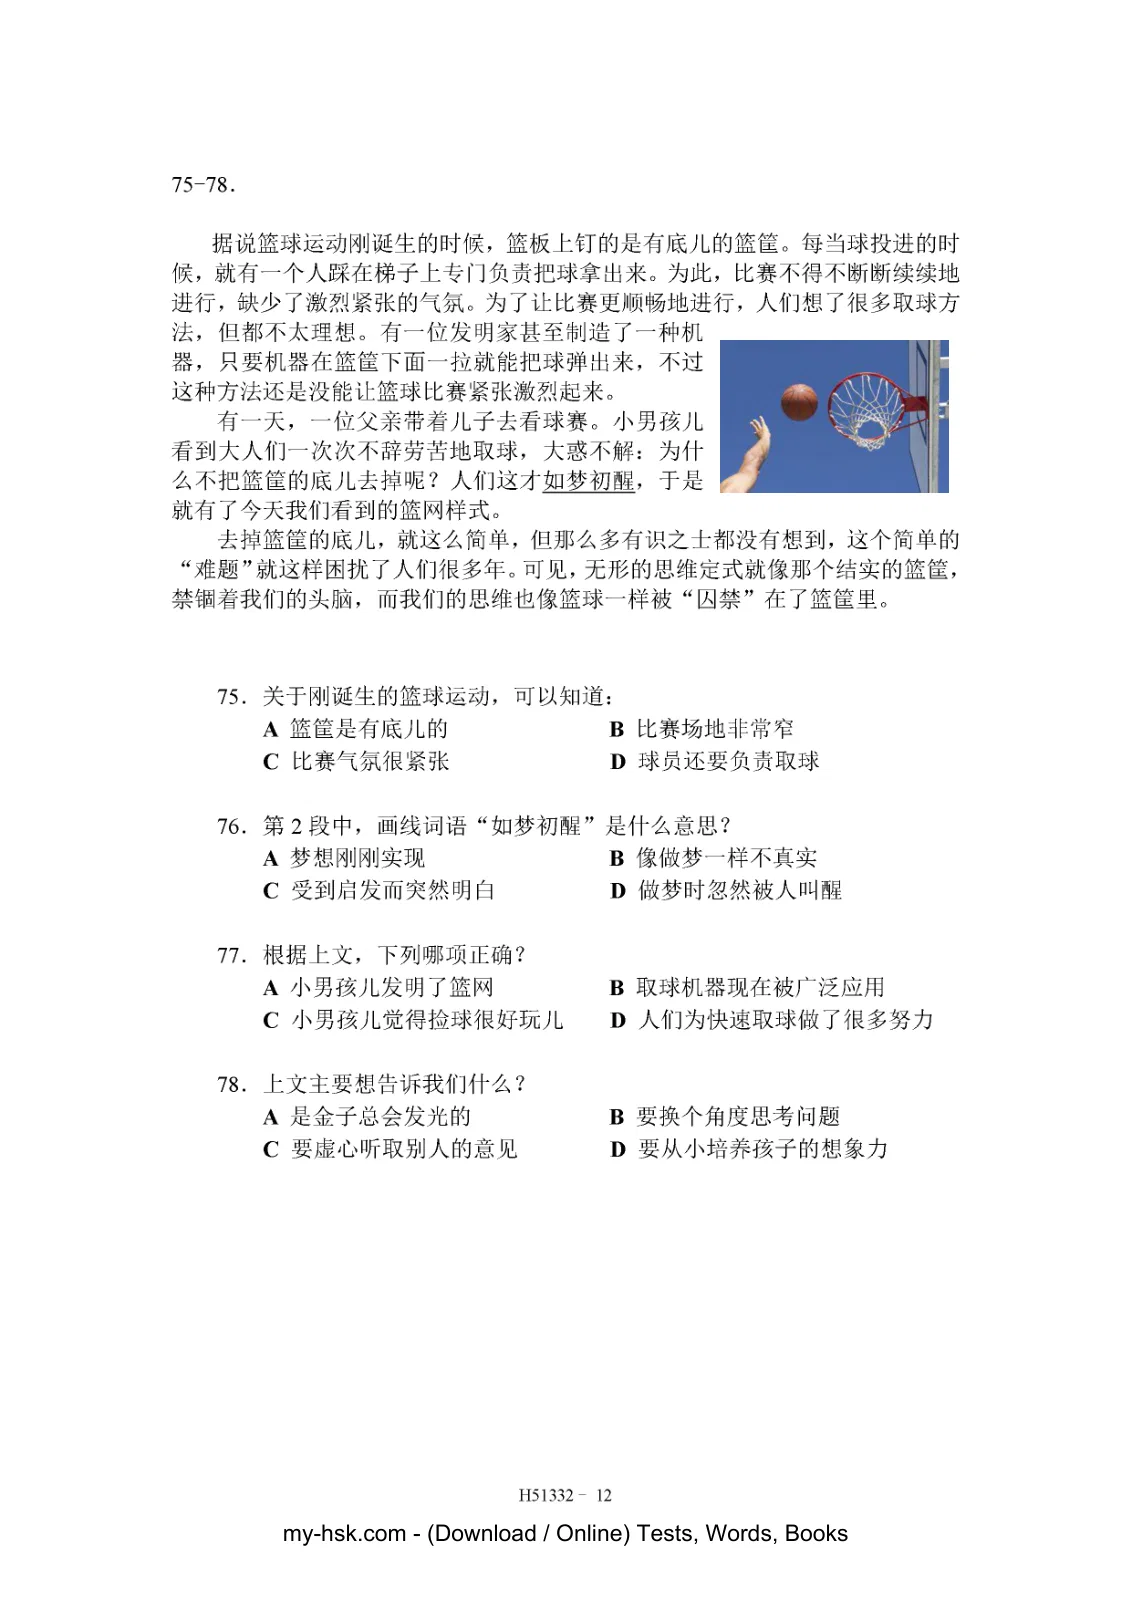 75-78．
据说篮球运动刚诞生的时候，篮板上钉的是有底儿的篮筐。每当球投进的时
候，就有一个人踩在梯子上专门负责把球拿出来。为此，比赛不得不断断续续地
进行，缺少了激烈紧张的气氛。为了让比赛更顺畅地进行，人们想了很多取球方
法，但都不太理想。有一位发明家甚至制造了一种机
器，只要机器在篮筐下面一拉就能把球弹出来，不过
这种方法还是没能让篮球比赛紧张激烈起来。
有一天，一位父亲带着儿子去看球赛。小男孩儿
看到大人们一次次不辞劳苦地取球，大惑不解：为什
么不把篮筐的底儿去掉呢？人们这才如梦初醒，于是
就有了今天我们看到的篮网样式。
去掉篮筐的底儿，就这么简单，但那么多有识之士都没有想到，这个简单的
“难题”就这样困扰了人们很多年。可见，无形的思维定式就像那个结实的篮筐，
禁锢着我们的头脑，而我们的思维也像篮球一样被“囚禁”在了篮筐里。
75．关于刚诞生的篮球运动，可以知道：
A 篮筐是有底儿的 B 比赛场地非常窄
C 比赛气氛很紧张 D 球员还要负责取球
76．第 2 段中，画线词语“如梦初醒”是什么意思？
A 梦想刚刚实现 B 像做梦一样不真实
C 受到启发而突然明白 D 做梦时忽然被人叫醒
77．根据上文，下列哪项正确？
A 小男孩儿发明了篮网 B 取球机器现在被广泛应用
C 小男孩儿觉得捡球很好玩儿 D 人们为快速取球做了很多努力
78．上文主要想告诉我们什么？
A 是金子总会发光的 B 要换个角度思考问题
C 要虚心听取别人的意见 D 要从小培养孩子的想象力
H51332－ 12
my-hsk.com - (Download / Online) Tests, Words, Books